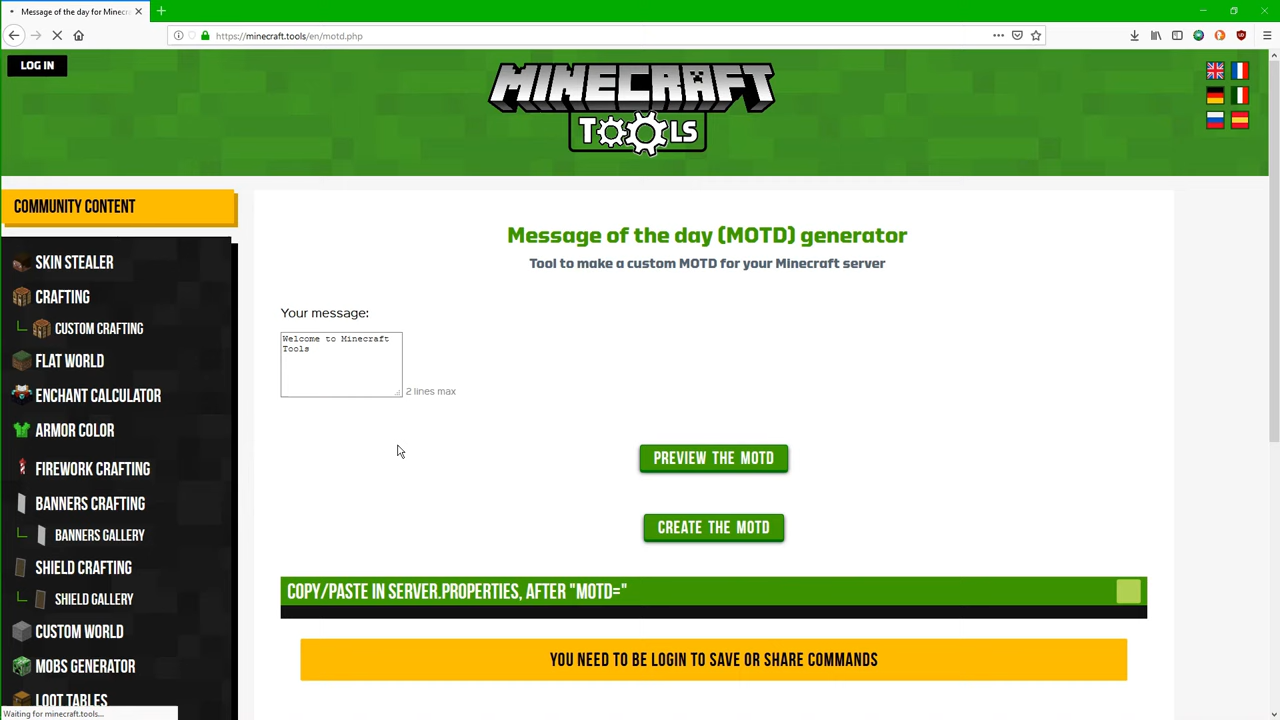 Message of the day for Minecr
https://minecraft.tools/en/motd.php
LOG IN
MINECRAFT
TOOLS
COMMUNITY CONTENT
SKIN STEALER
CRAFTING
CUSTOM CRAFTING
FLAT WORLD
ENCHANT CALCULATOR
ARMOR COLOR
FIREWORK CRAFTING
BANNERS CRAFTING
BANNERS GALLERY
SHIELD CRAFTING
SHIELD GALLERY
CUSTOM WORLD
MOBS GENERATOR
LOOT TABLES
Message of the day (MOTD) generator
Tool to make a custom MOTD for your Minecraft server
Your message:
Welcome to Minecraft
Tools
2 lines max
PREVIEW THE MOTD
CREATE THE MOTD
COPY/PASTE IN SERVER.PROPERTIES, AFTER "MOTD="
YOU NEED TO BE LOGIN TO SAVE OR SHARE COMMANDS
Waiting for minecraft.tools...